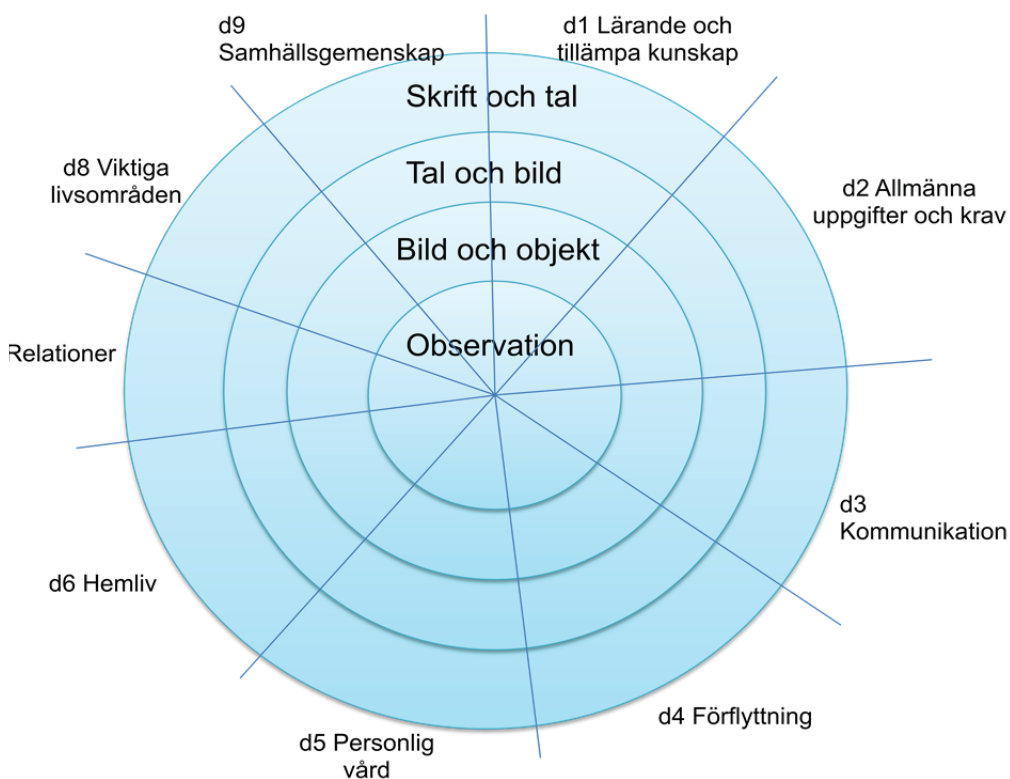 d9
Samhällsgemenskap
d1 Lärande och
tillämpa kunskap
Skrift och tal
Tal och bild
d8 Viktiga
livsområden
d2 Allmänna
uppgifter och krav
Bild och objekt
Observation
Relationer
d3
Kommunikation
d6 Hemliv
d4 Förflyttning
d5 Personlig
vård